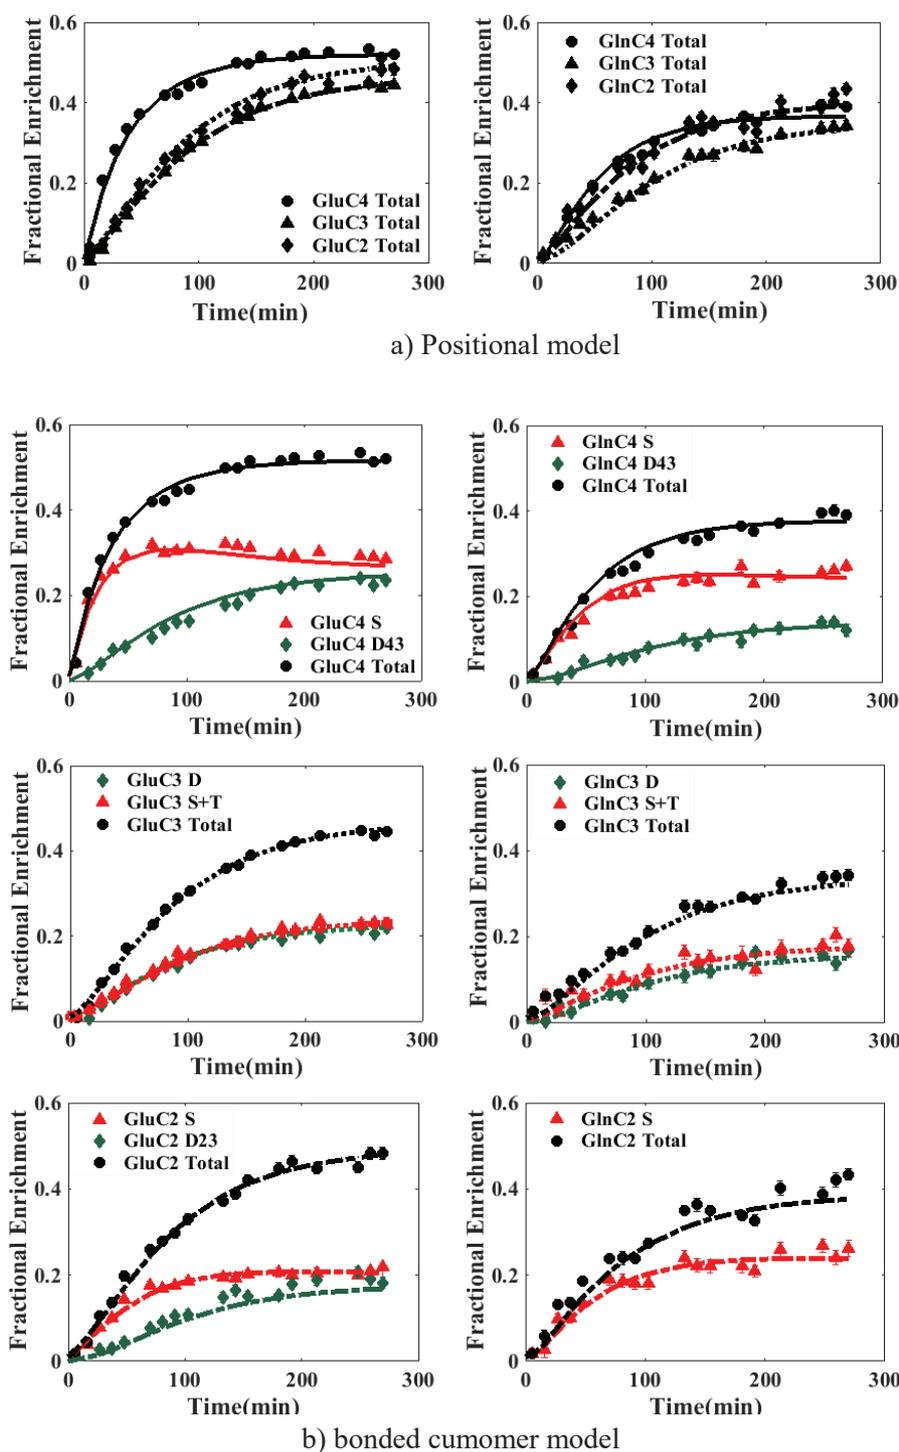 Fractional Enrichment
0.6
0.4
0.2
0
0
100
200
300
Time(min)
GluC4 Total
GluC3 Total
GluC2 Total
Fractional Enrichment
0.6
0.4
0.2
0
0
100
200
300
Time(min)
GlnC4 Total
GlnC3 Total
GlnC2 Total
a) Positional model
Fractional Enrichment
0.6
0.4
0.2
0
0
100
200
300
Time(min)
GluC4 S
GluC4 D43
GluC4 Total
Fractional Enrichment
0.6
0.4
0.2
0
0
100
200
300
Time(min)
GlnC4 S
GlnC4 D43
GlnC4 Total
Fractional Enrichment
0.6
0.4
0.2
0
0
100
200
300
Time(min)
GluC3 D
GluC3 S+T
GluC3 Total
Fractional Enrichment
0.6
0.4
0.2
0
0
100
200
300
Time(min)
GlnC3 D
GlnC3 S+T
GlnC3 Total
Fractional Enrichment
0.6
0.4
0.2
0
0
100
200
300
Time(min)
GluC2 S
GluC2 D23
GluC2 Total
Fractional Enrichment
0.6
0.4
0.2
0
0
100
200
300
Time(min)
GlnC2 S
GlnC2 Total
b) bonded cumomer model